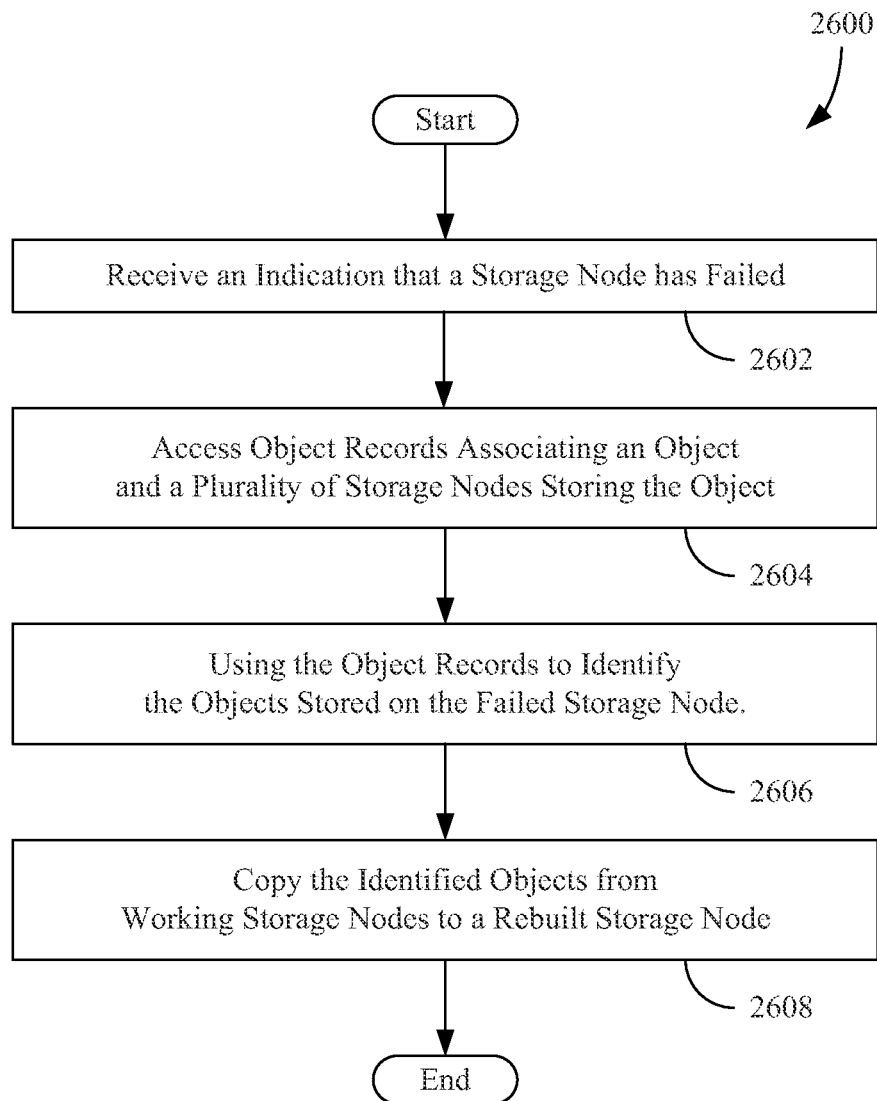 2600
Start
Receive an Indication that a Storage Node has Failed
2602
Access Object Records Associating an Object
and a Plurality of Storage Nodes Storing the Object
2604
Using the Object Records to Identify
the Objects Stored on the Failed Storage Node.
2606
Copy the Identified Objects from
Working Storage Nodes to a Rebuilt Storage Node
2608
End